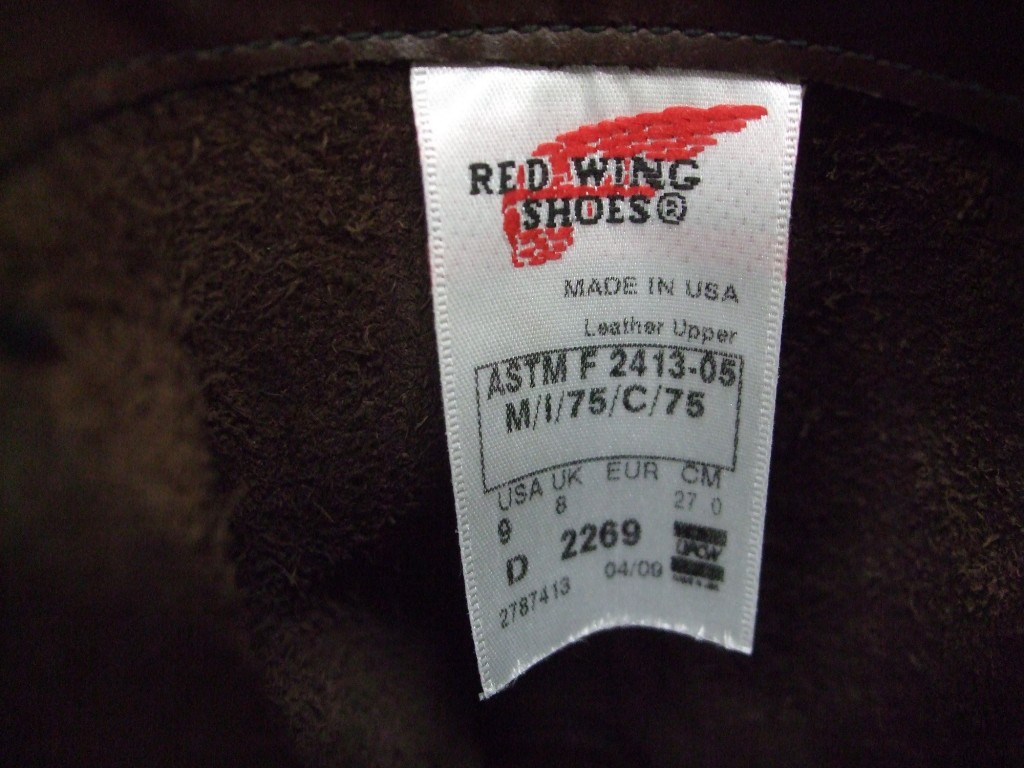 RED WING
SHOES®
MADE IN USA
Leather Upper
ASTM F 2413-05
M/I/75/C/75
USA UK EUR CM
9 8 27 0
D 2269
UFCW
2787413 04/09